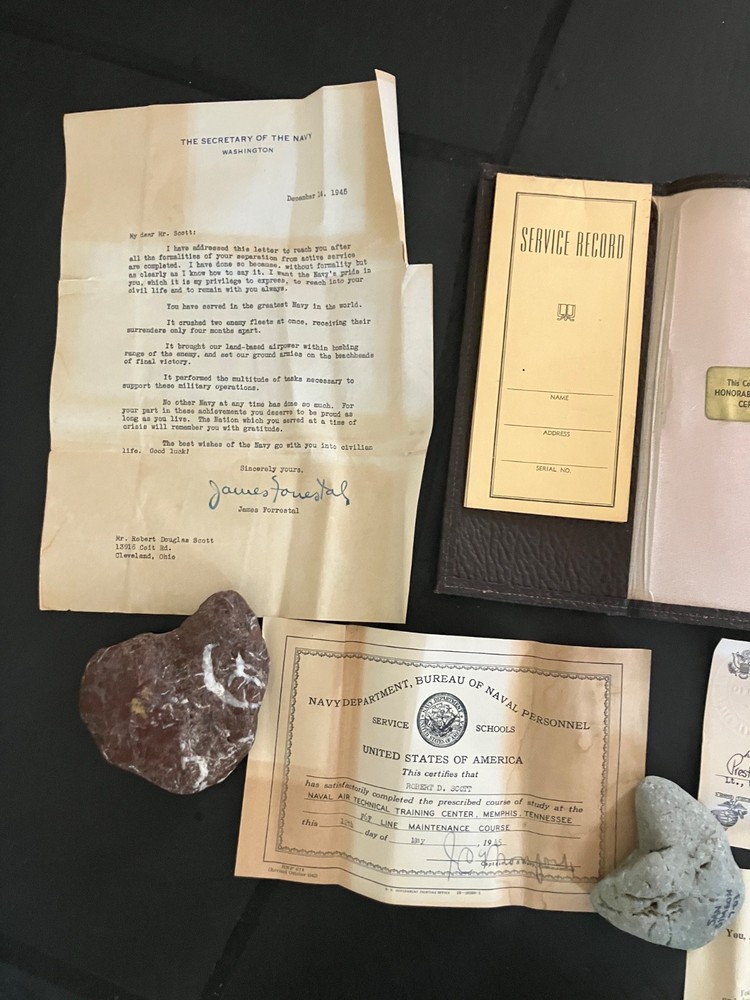 THE SECRETARY OF THE NAVY
WASHINGTON
December 14, 1945
My dear Mr. Scott:
I have addressed this letter to reach you after
all the formalities of your separation from active service
are completed. I have done so because, without formality but
as clearly as I know how to say it, I want the Navy's pride in
you, which it is my privilege to express, to reach into your
civil life and to remain with you always.
You have served in the greatest Navy in the world.
It crushed two enemy fleets at once, receiving their
surrenders only four months apart.
It brought our land-based airpower within bombing
range of the enemy, and set our ground armies on the beachheads
of final victory.
It performed the multitude of tasks necessary to
support these military operations.
No other Navy at any time has done so much. For
your part in these achievements you deserve to be proud as
long as you live. The Nation which you served at a time of
crisis will remember you with gratitude.
The best wishes of the Navy go with you into civilian
life. Good luck!
Sincerely yours,
James Forrestal
James Forrestal
Mr. Robert Douglas Scott
13916 Coit Rd.
Cleveland, Ohio
SERVICE RECORD
NAME
ADDRESS
SERIAL NO.
This
HONORAB
CER
NAVY DEPARTMENT, BUREAU OF NAVAL PERSONNEL
SERVICE SCHOOLS
UNITED STATES OF AMERICA
This certifies that
ROBERT D. SCOTT
has satisfactorily completed the prescribed course of study at the
NAVAL AIR TECHNICAL TRAINING CENTER, MEMPHIS, TENNESSEE
LINE MAINTENANCE COURSE
this 12th day of May 1945
Lt.,
You,